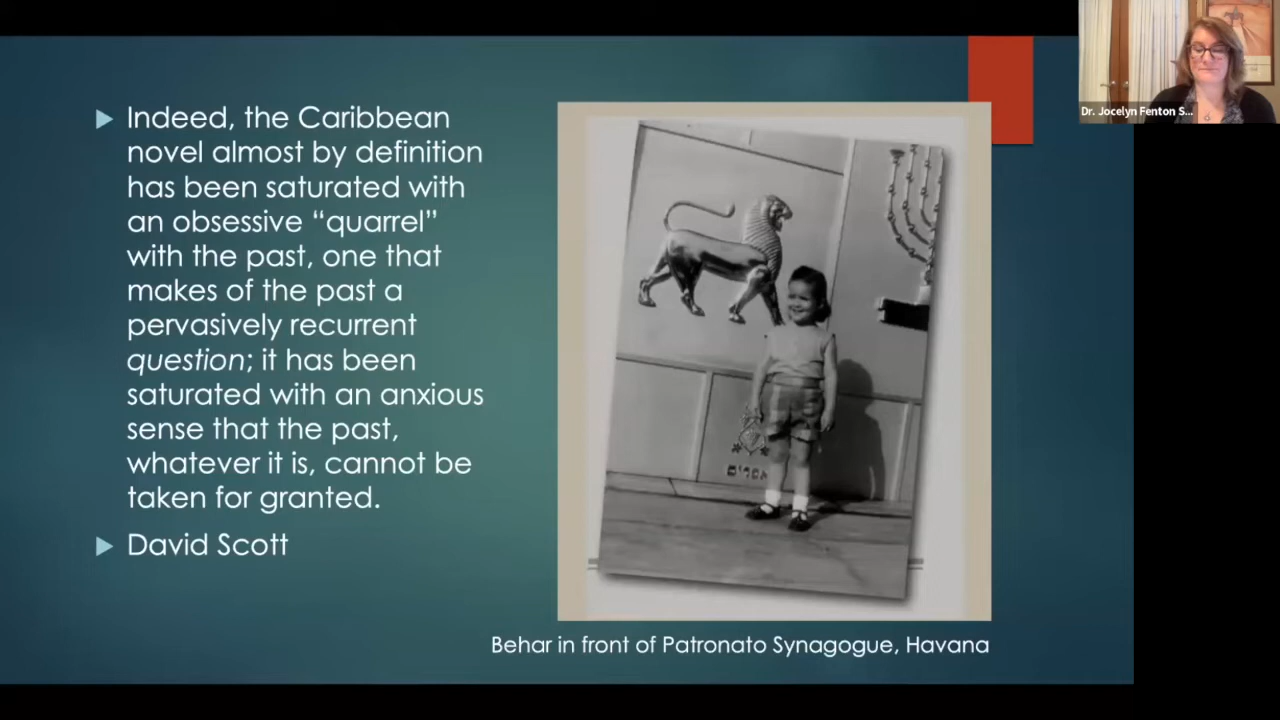 Dr. Jocelyn Fenton S...
Indeed, the Caribbean
novel almost by definition
has been saturated with
an obsessive “quarrel”
with the past, one that
makes of the past a
pervasively recurrent
question; it has been
saturated with an anxious
sense that the past,
whatever it is, cannot be
taken for granted.
David Scott
Behar in front of Patronato Synagogue, Havana